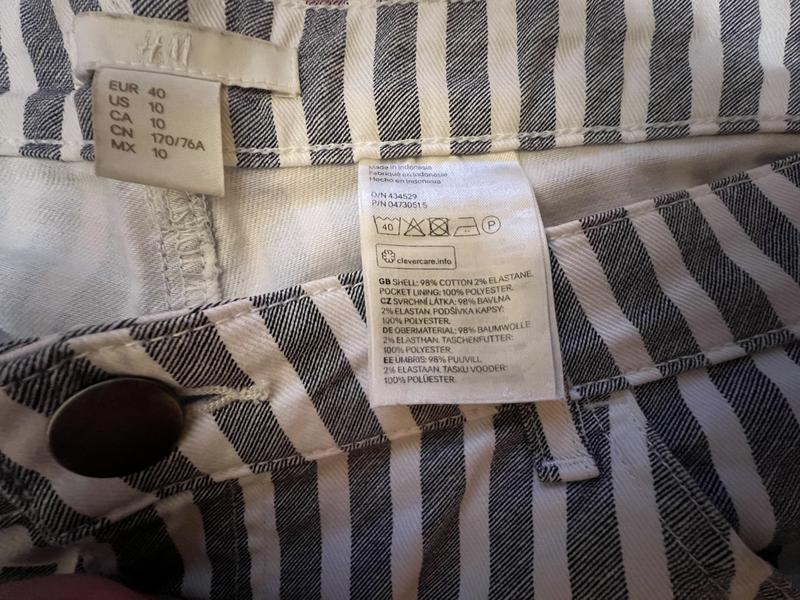 H&M
EUR 40
US 10
CA 10
CN 170/76A
MX 10
Made in Indonesia
Fabriqué en Indonésie
Hecho en Indonesia
O/N 434529
P/N 0473051 5
40
P
clevercare.info
GB SHELL: 98% COTTON 2% ELASTANE.
POCKET LINING: 100% POLYESTER.
CZ SVRCHNÍ LÁTKA: 98% BAVLNA
2% ELASTAN. PODŠÍVKA KAPSY:
100% POLYESTER.
DE OBERMATERIAL: 98% BAUMWOLLE
2% ELASTHAN. TASCHENFUTTER:
100% POLYESTER.
EE ÜMBRIS: 98% PUUVILL
2% ELASTAAN. TASKU VOODER:
100% POLÜESTER.